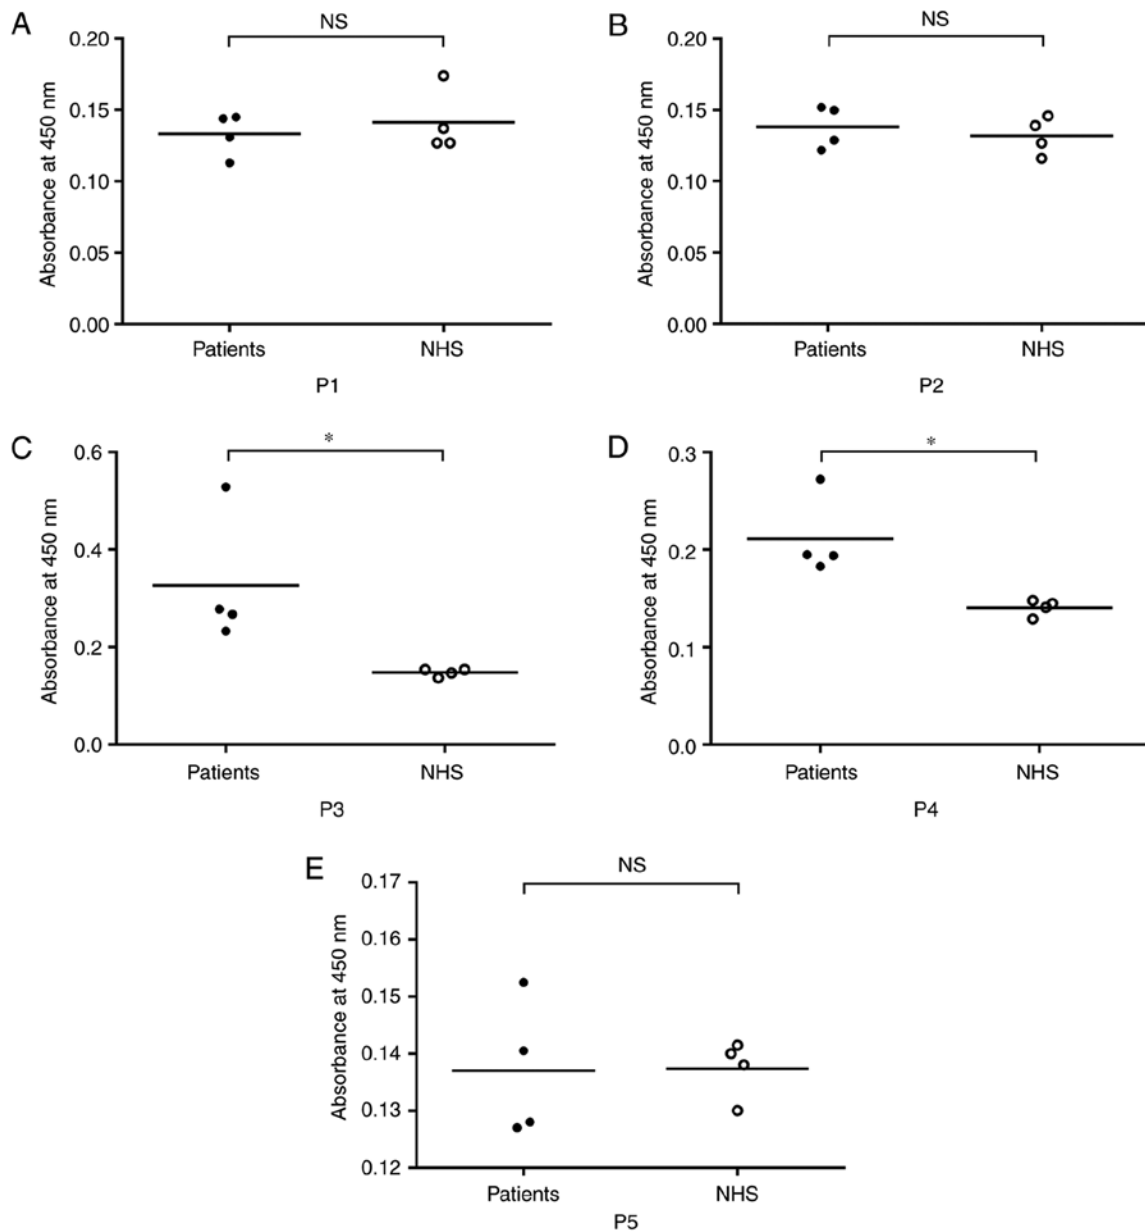 A
NS
Absorbance at 450 nm
0.20
0.15
0.10
0.05
0.00
Patients NHS
P1
B
NS
Absorbance at 450 nm
0.20
0.15
0.10
0.05
0.00
Patients NHS
P2
C
*
Absorbance at 450 nm
0.6
0.4
0.2
0.0
Patients NHS
P3
D
*
Absorbance at 450 nm
0.3
0.2
0.1
0.0
Patients NHS
P4
E
NS
Absorbance at 450 nm
0.17
0.16
0.15
0.14
0.13
0.12
Patients NHS
P5